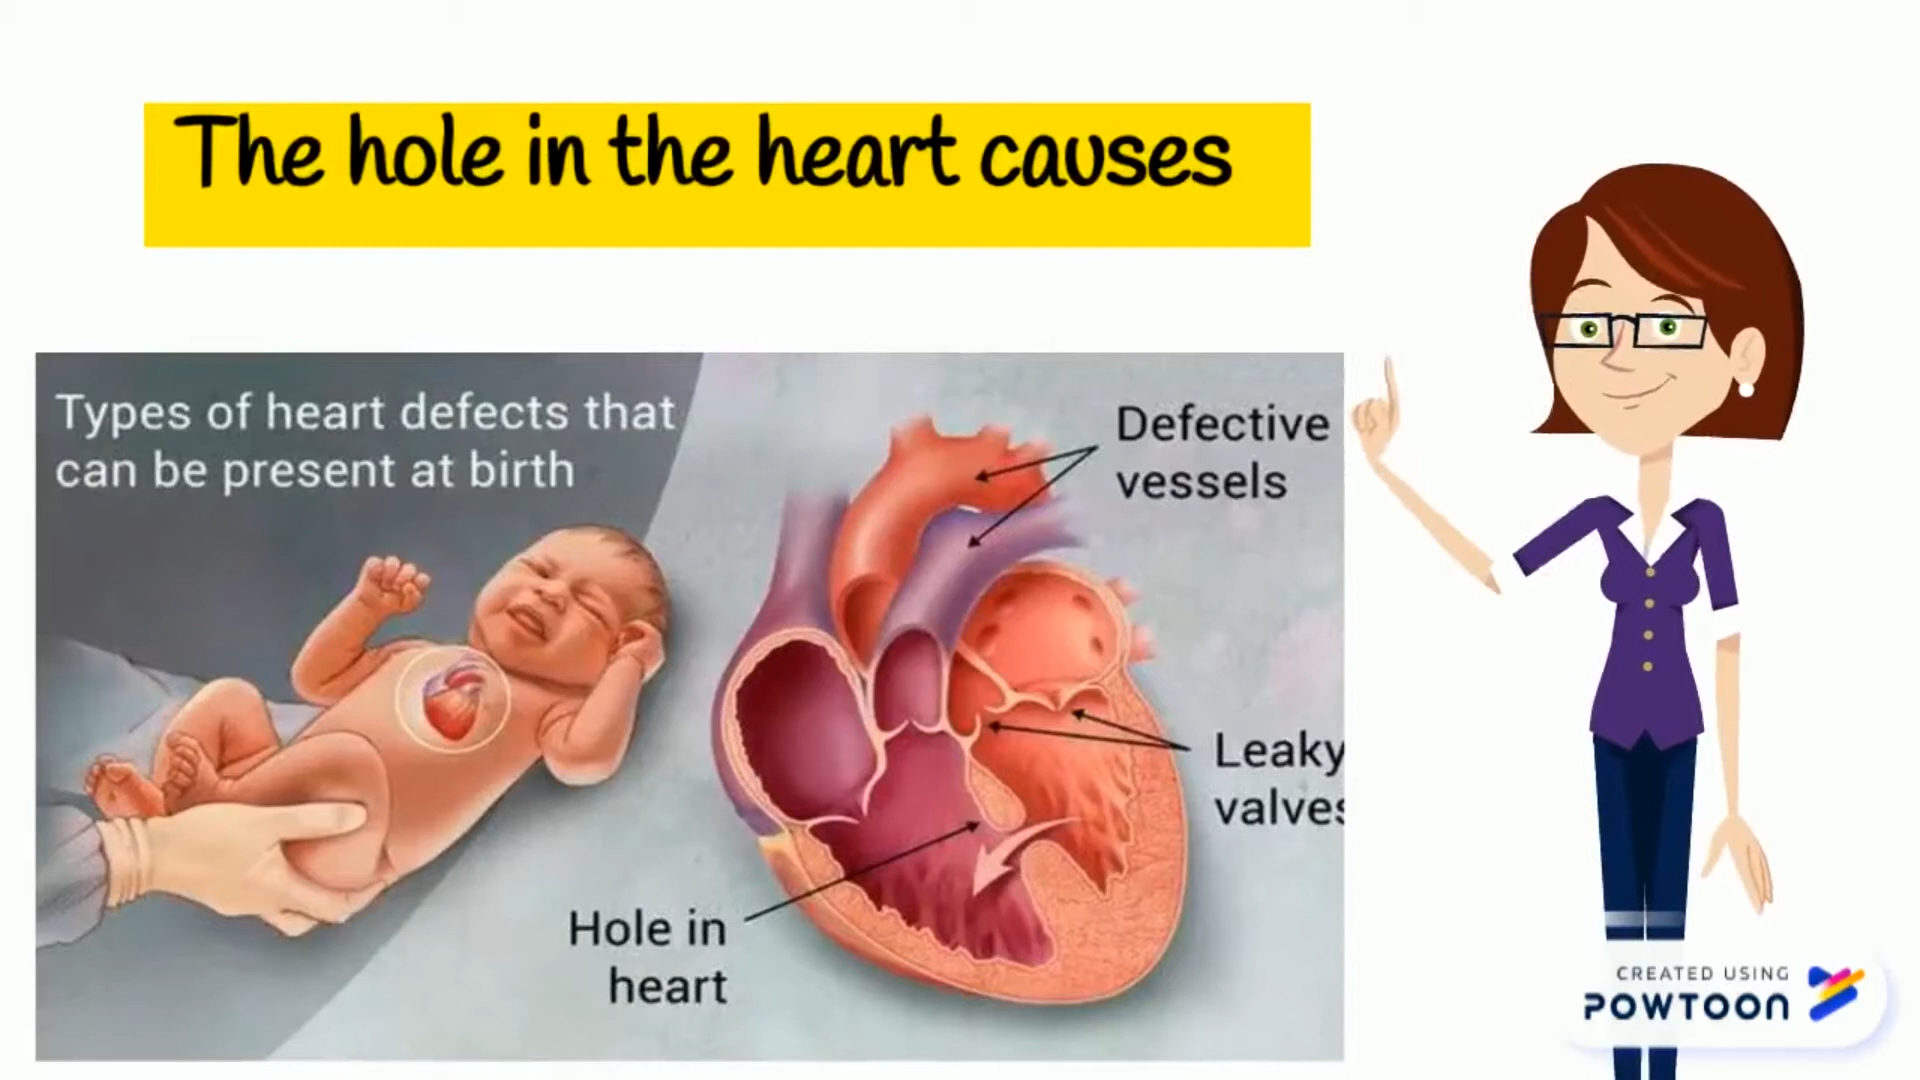 The hole in the heart causes
Types of heart defects that
can be present at birth
Defective
vessels
Leaky
valves
Hole in
heart
CREATED USING
POWTOON